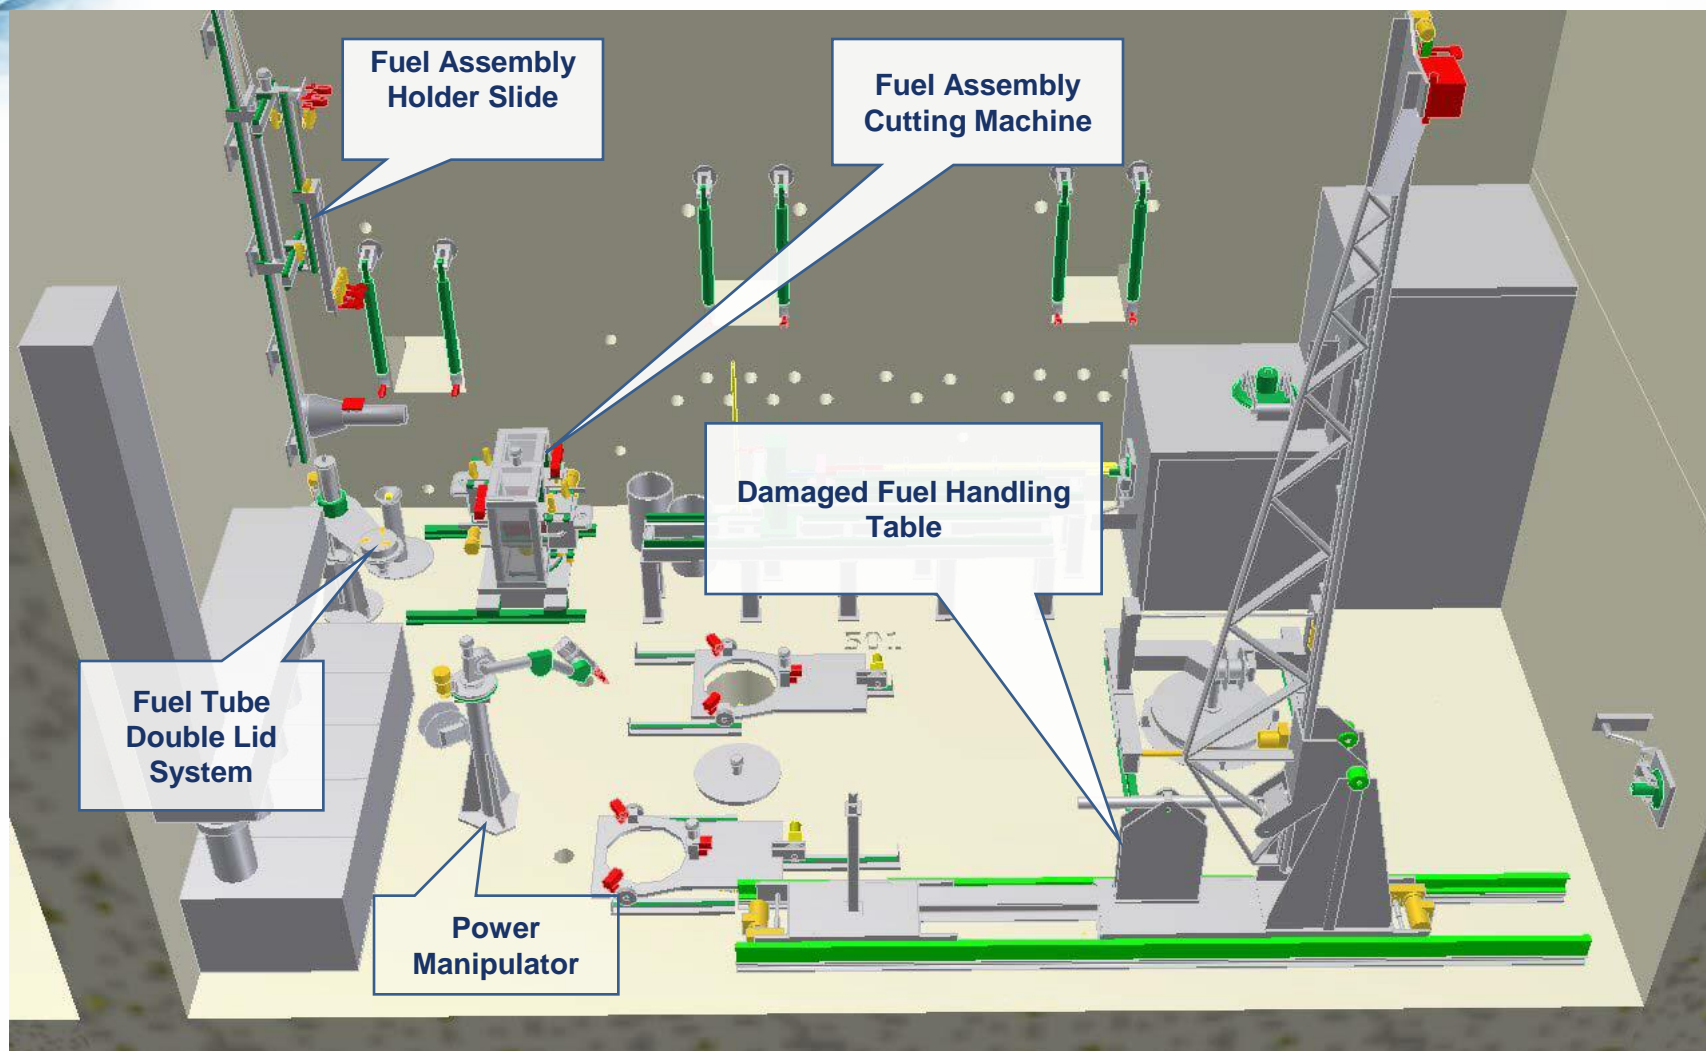 Fuel Assembly
Holder Slide
Fuel Assembly
Cutting Machine
Damaged Fuel Handling
Table
501
Fuel Tube
Double Lid
System
Power
Manipulator